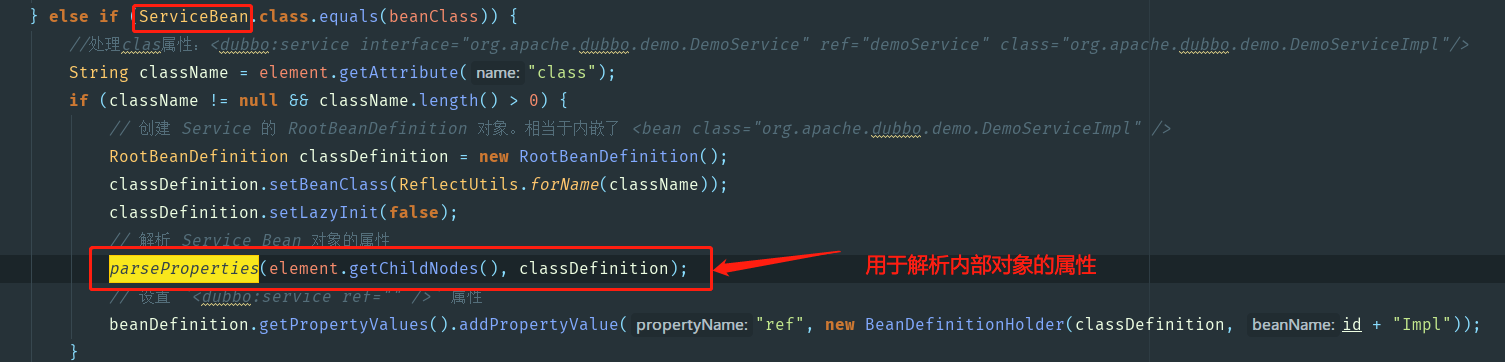 } else if (ServiceBean.class.equals(beanClass)) {
//处理clas属性：<dubbo:service interface="org.apache.dubbo.demo.DemoService" ref="demoService" class="org.apache.dubbo.demo.DemoServiceImpl"/>
String className = element.getAttribute( name: "class");
if (className != null && className.length() > 0) {
// 创建 Service 的 RootBeanDefinition 对象。相当于内嵌了 <bean class="org.apache.dubbo.demo.DemoServiceImpl" />
RootBeanDefinition classDefinition = new RootBeanDefinition();
classDefinition.setBeanClass(ReflectUtils.forName(className));
classDefinition.setLazyInit(false);
// 解析 Service Bean 对象的属性
parseProperties(element.getChildNodes(), classDefinition); 用于解析内部对象的属性
// 设置 `<dubbo:service ref="" />` 属性
beanDefinition.getPropertyValues().addPropertyValue( propertyName: "ref", new BeanDefinitionHolder(classDefinition, beanName: id + "Impl"));
}